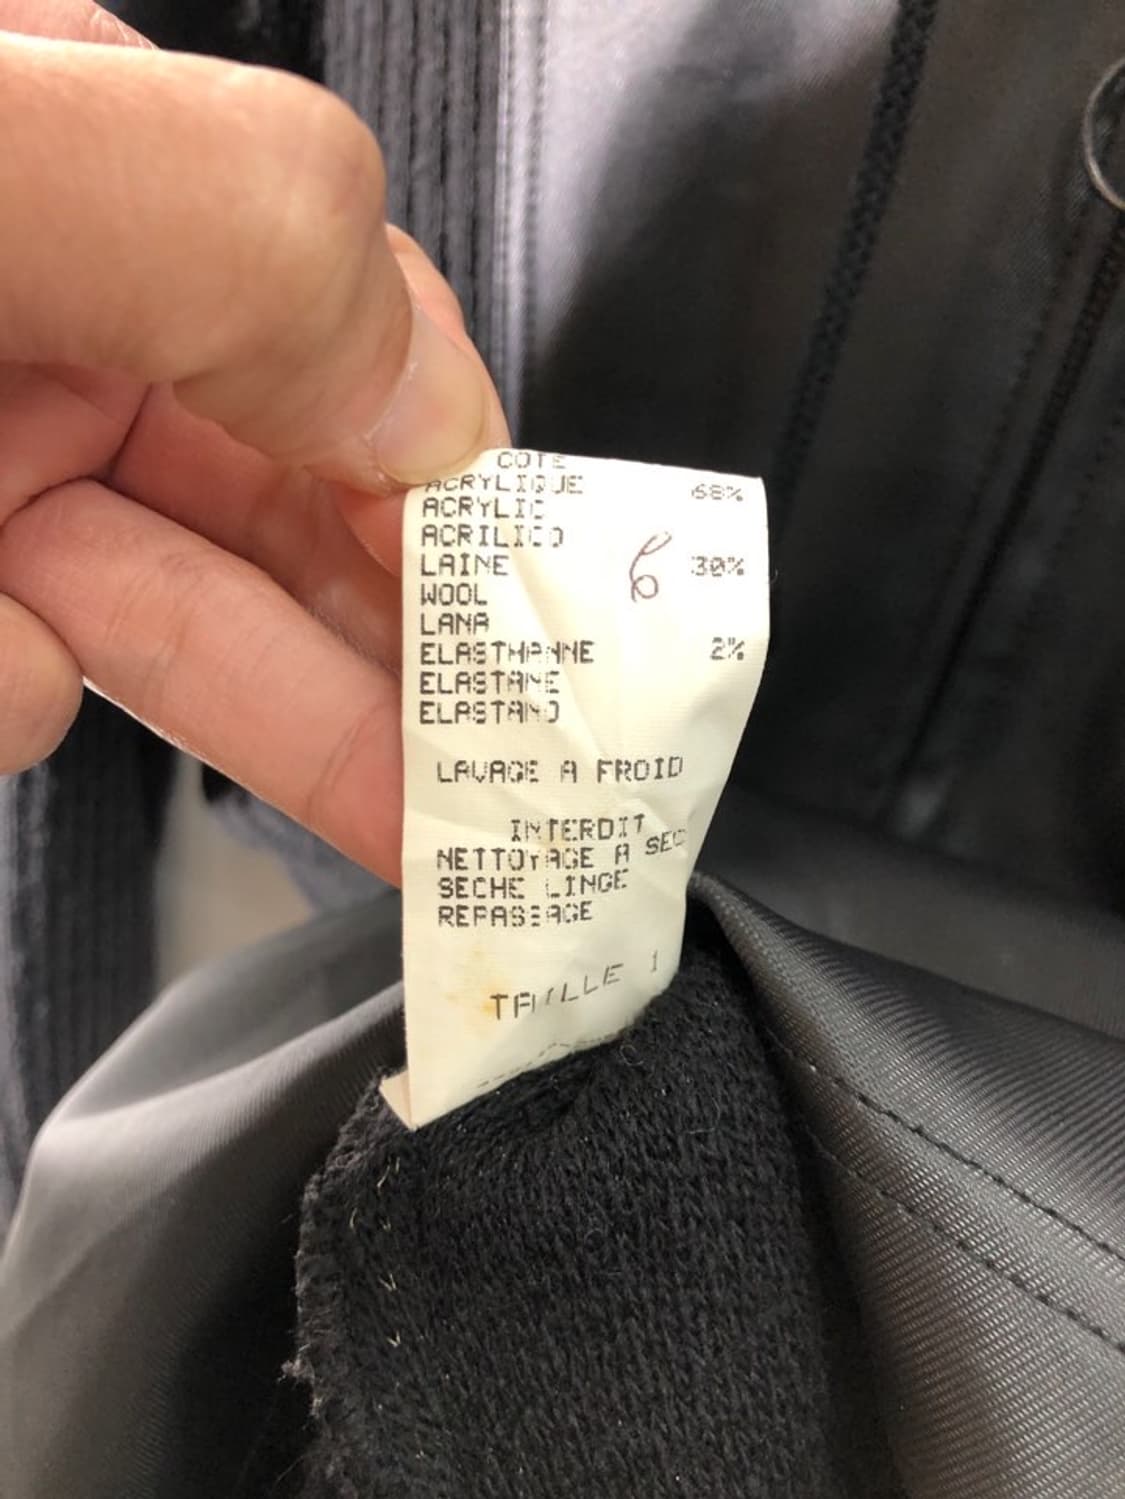 COTE
ACRYLIQUE 68%
ACRYLIC
ACRILICO
LAINE 6 30%
WOOL
LANA
ELASTHANNE 2%
ELASTANE
ELASTANO
LAVAGE A FROID
INTERDIT
NETTOYAGE A SEC
SECHE LINGE
REPASSAGE
TAILLE 1